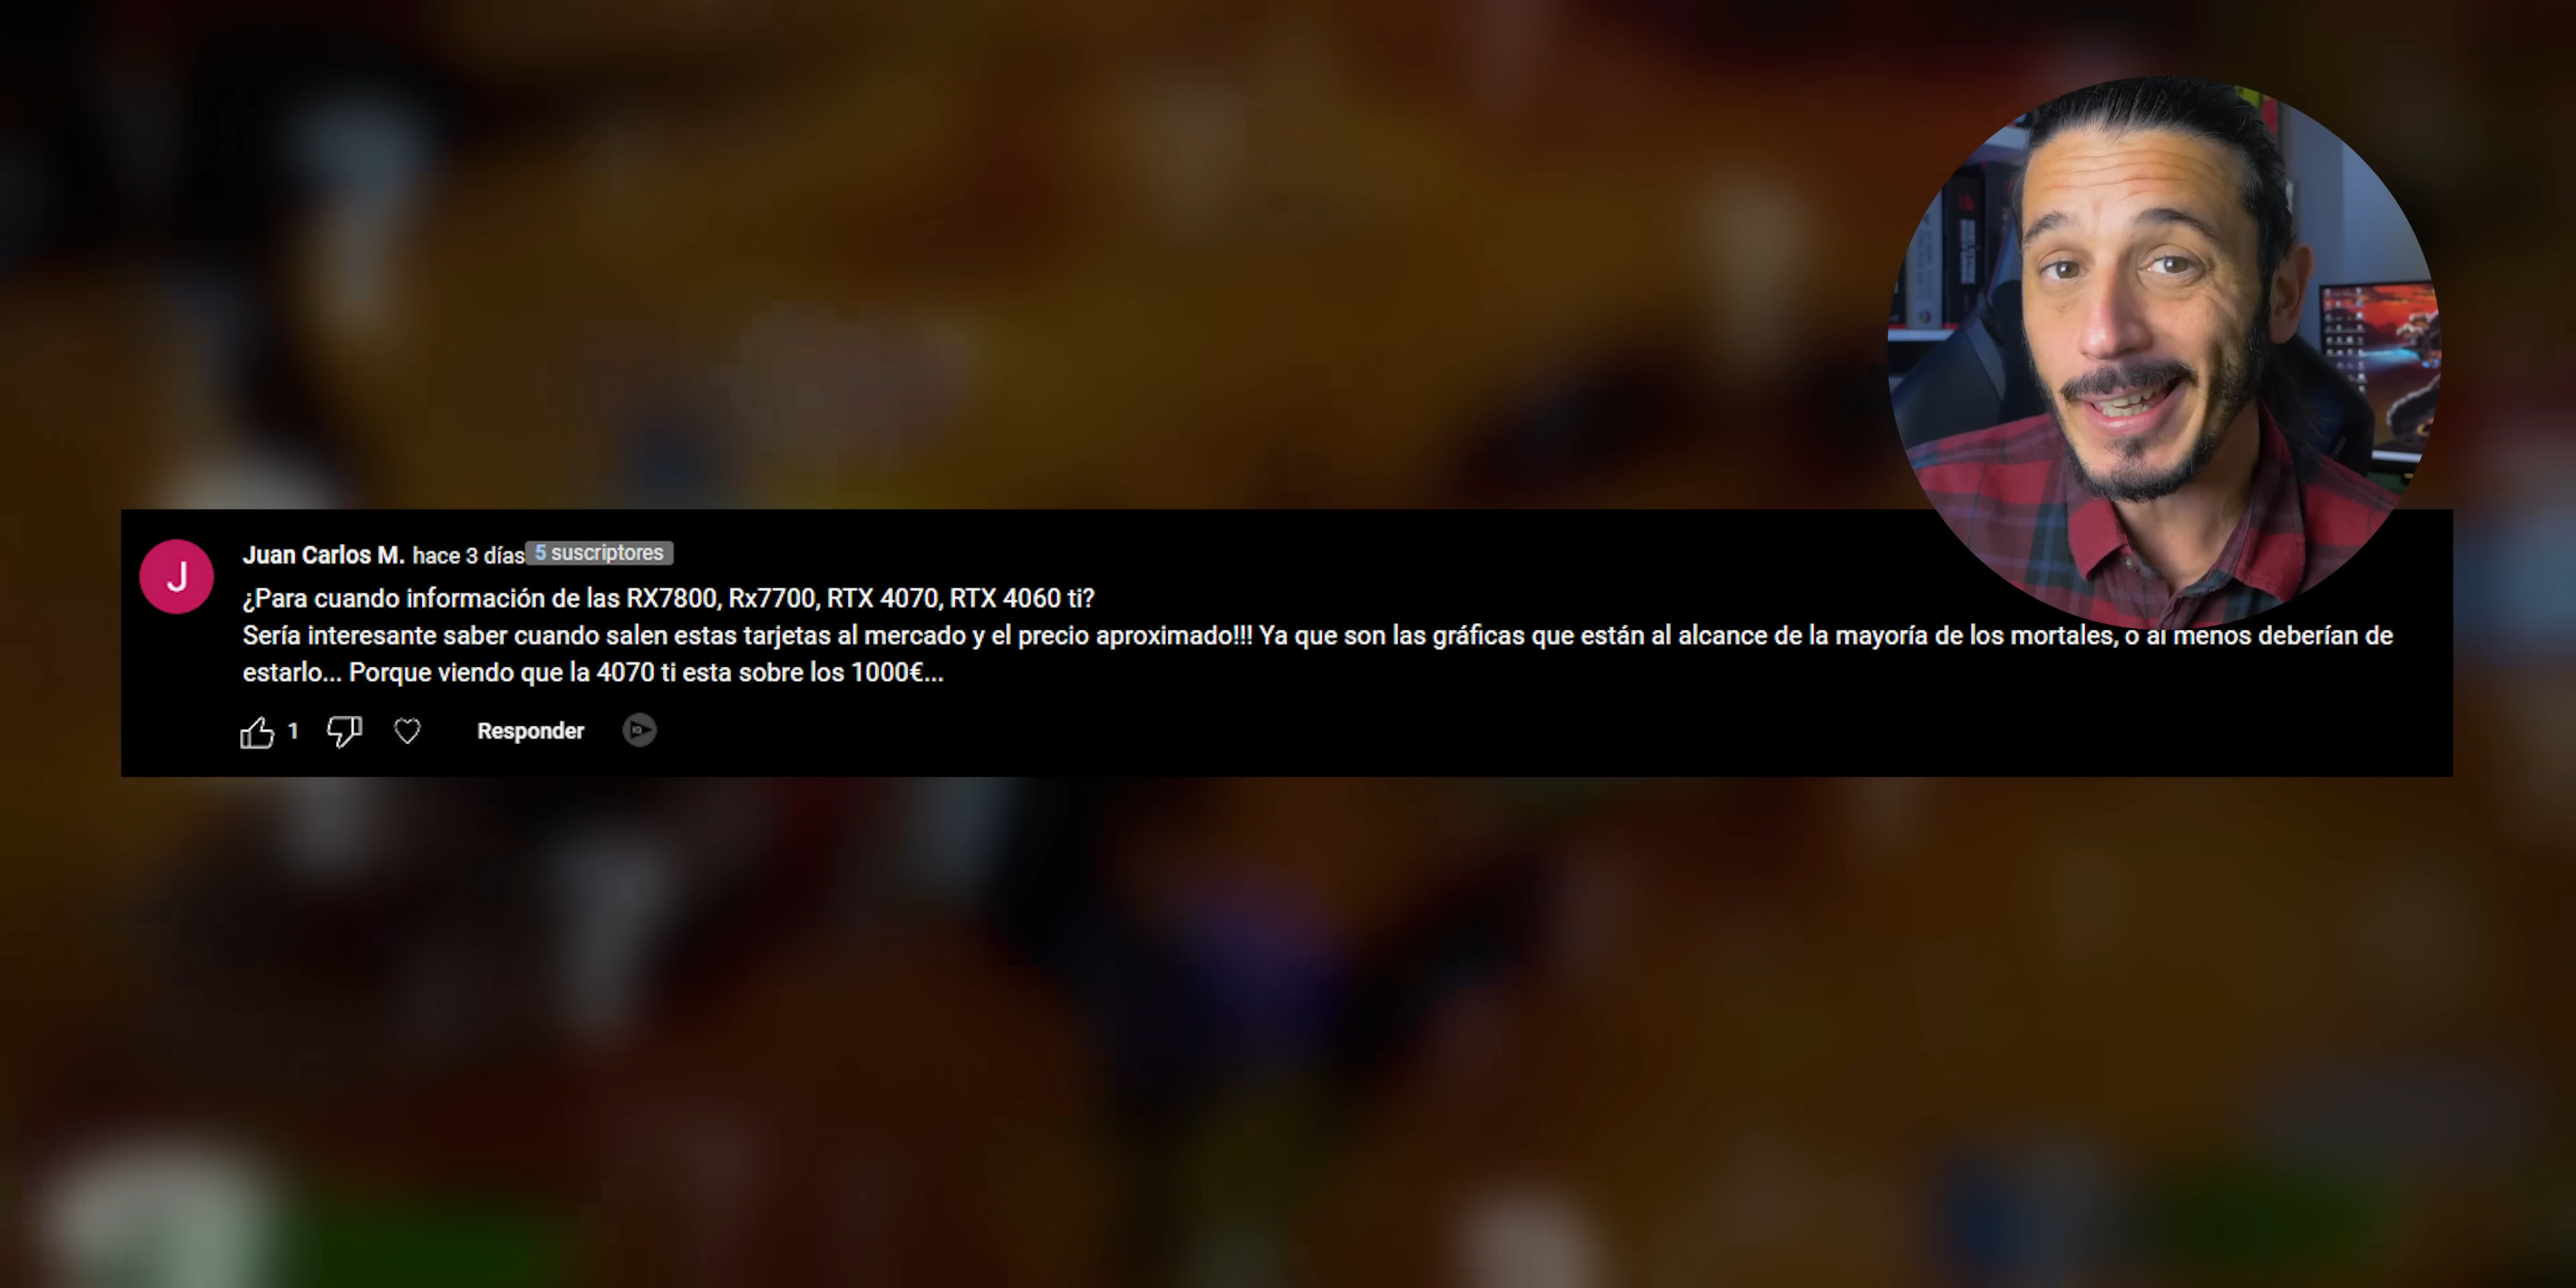 J
Juan Carlos M. hace 3 días 5 suscriptores
¿Para cuando información de las RX7800, Rx7700, RTX 4070, RTX 4060 ti?
Sería interesante saber cuando salen estas tarjetas al mercado y el precio aproximado!!! Ya que son las gráficas que están al alcance de la mayoría de los mortales, o al menos deberían de
estarlo... Porque viendo que la 4070 ti esta sobre los 1000€...
1 Responder